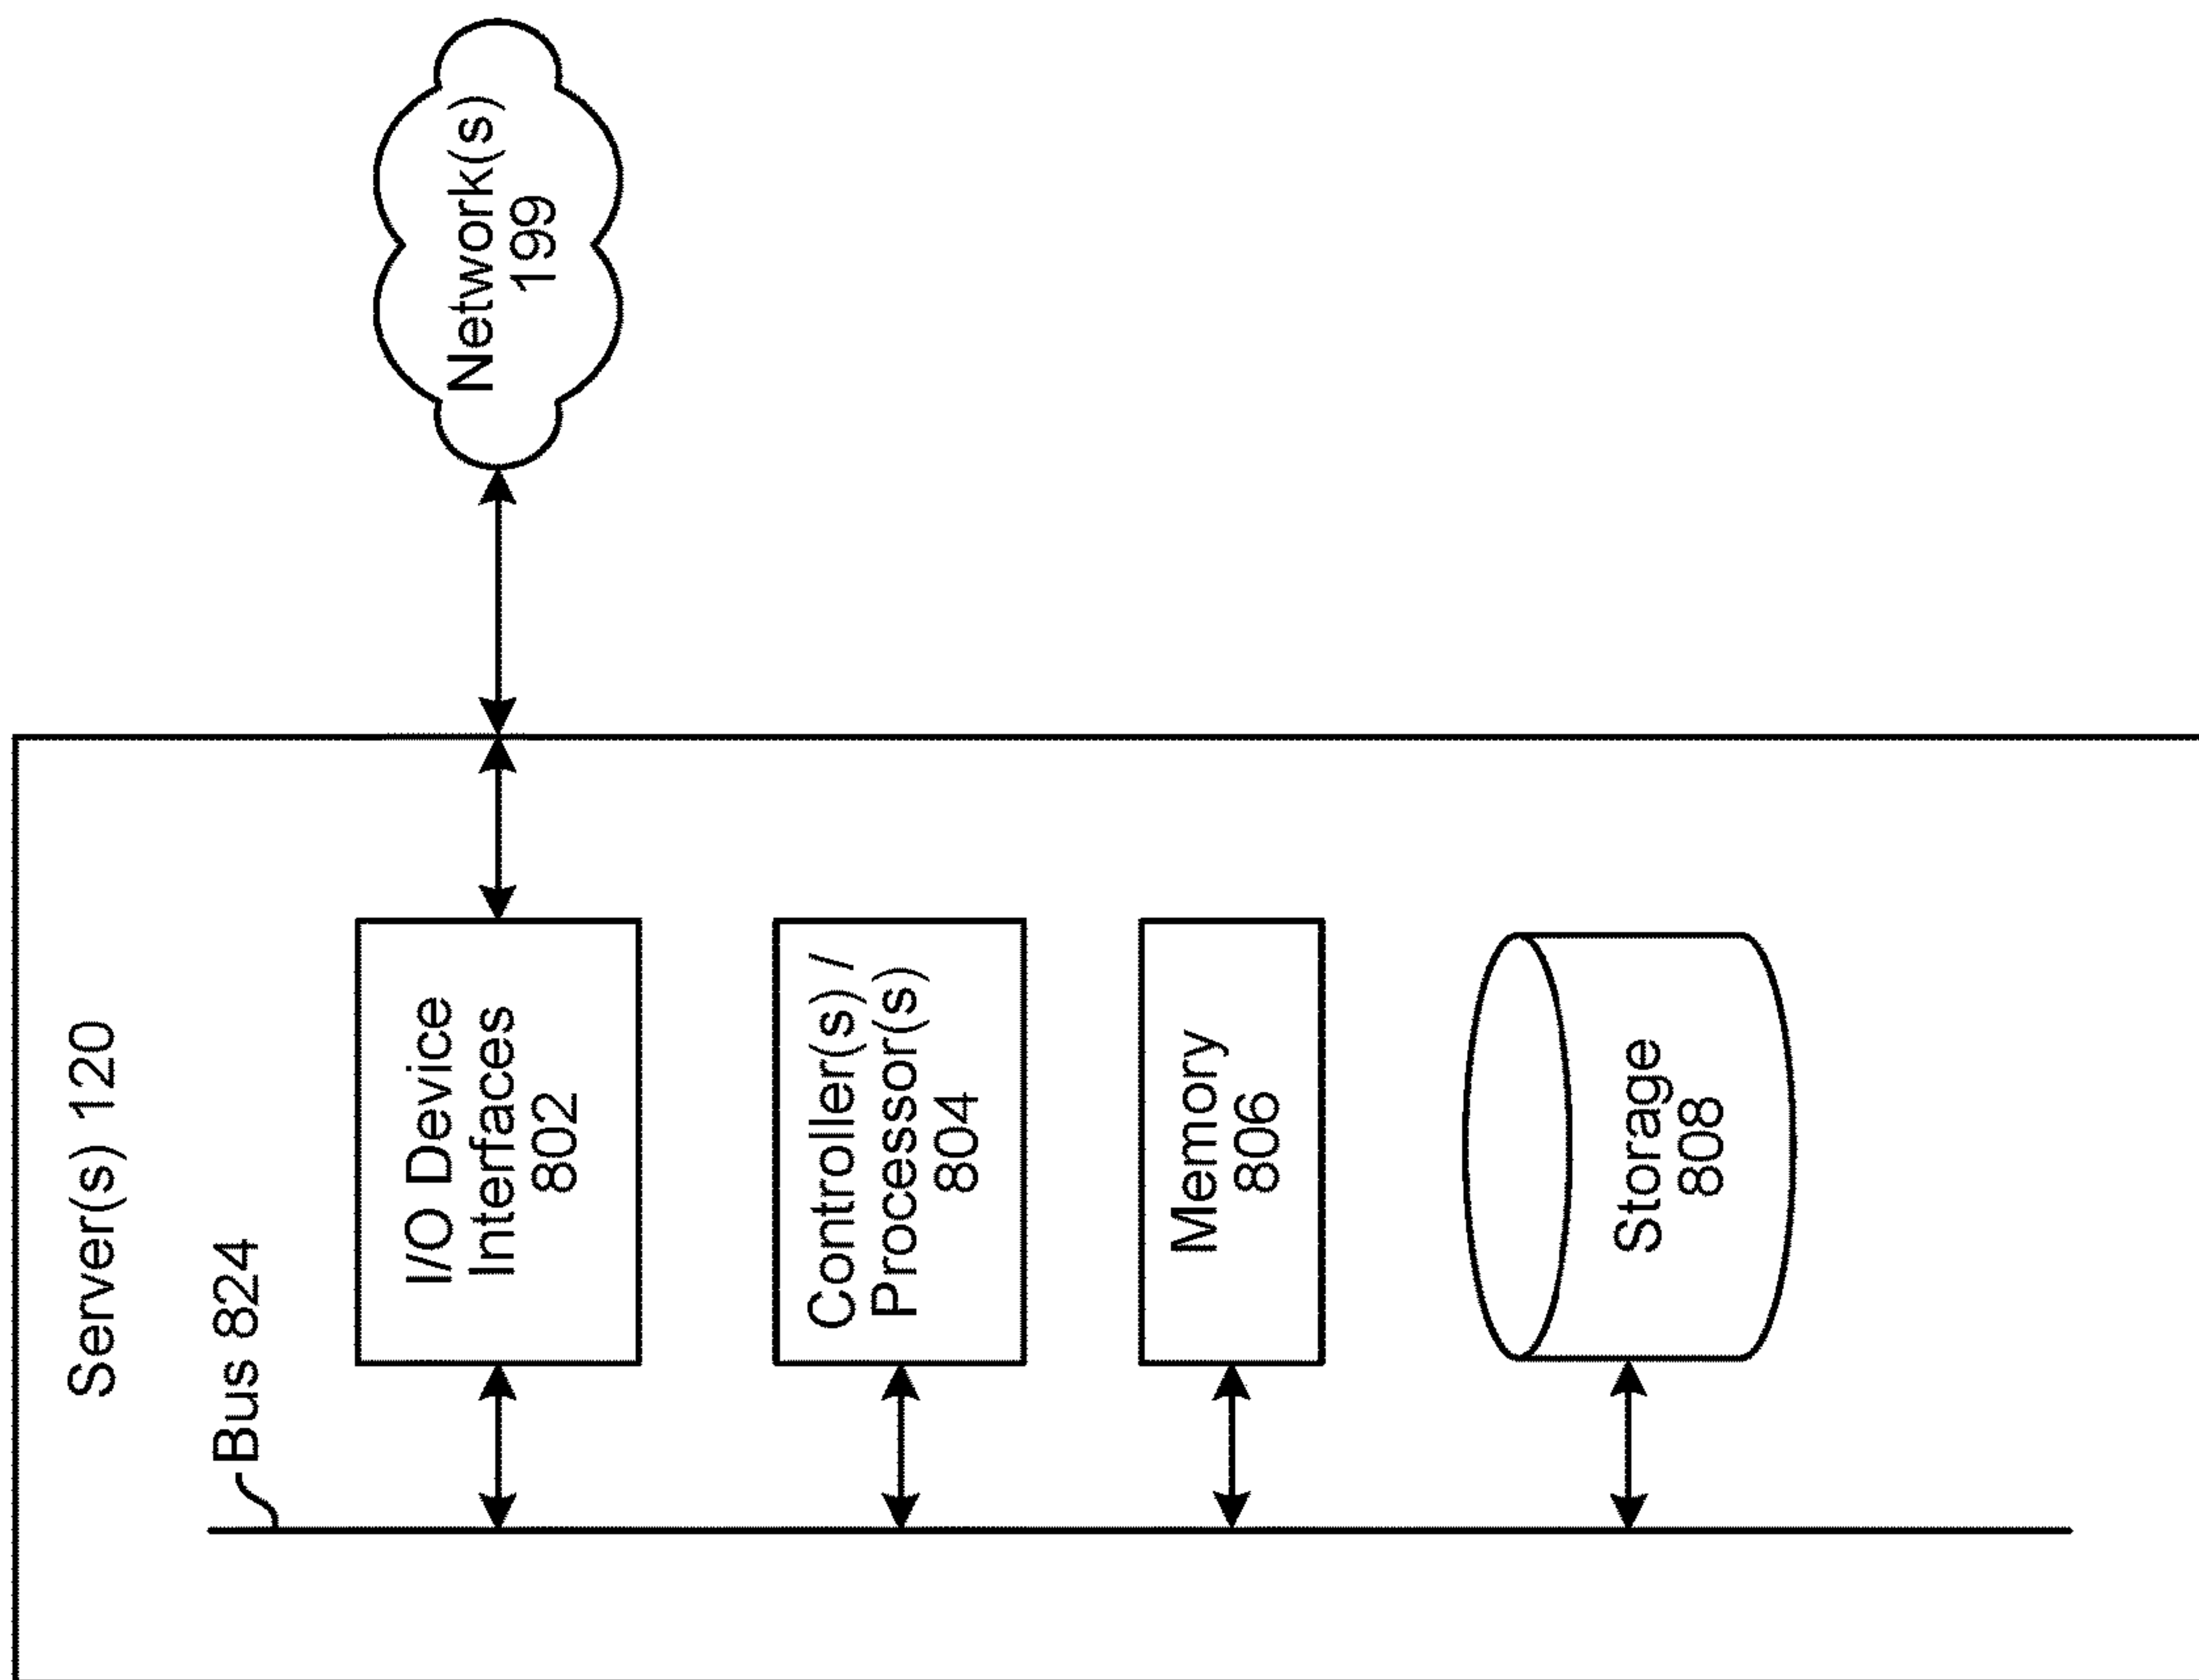 Server(s) 120
Bus 824
I/O Device
Interfaces
802
Network(s)
199
Controller(s) /
Processor(s)
804
Memory
806
Storage
808